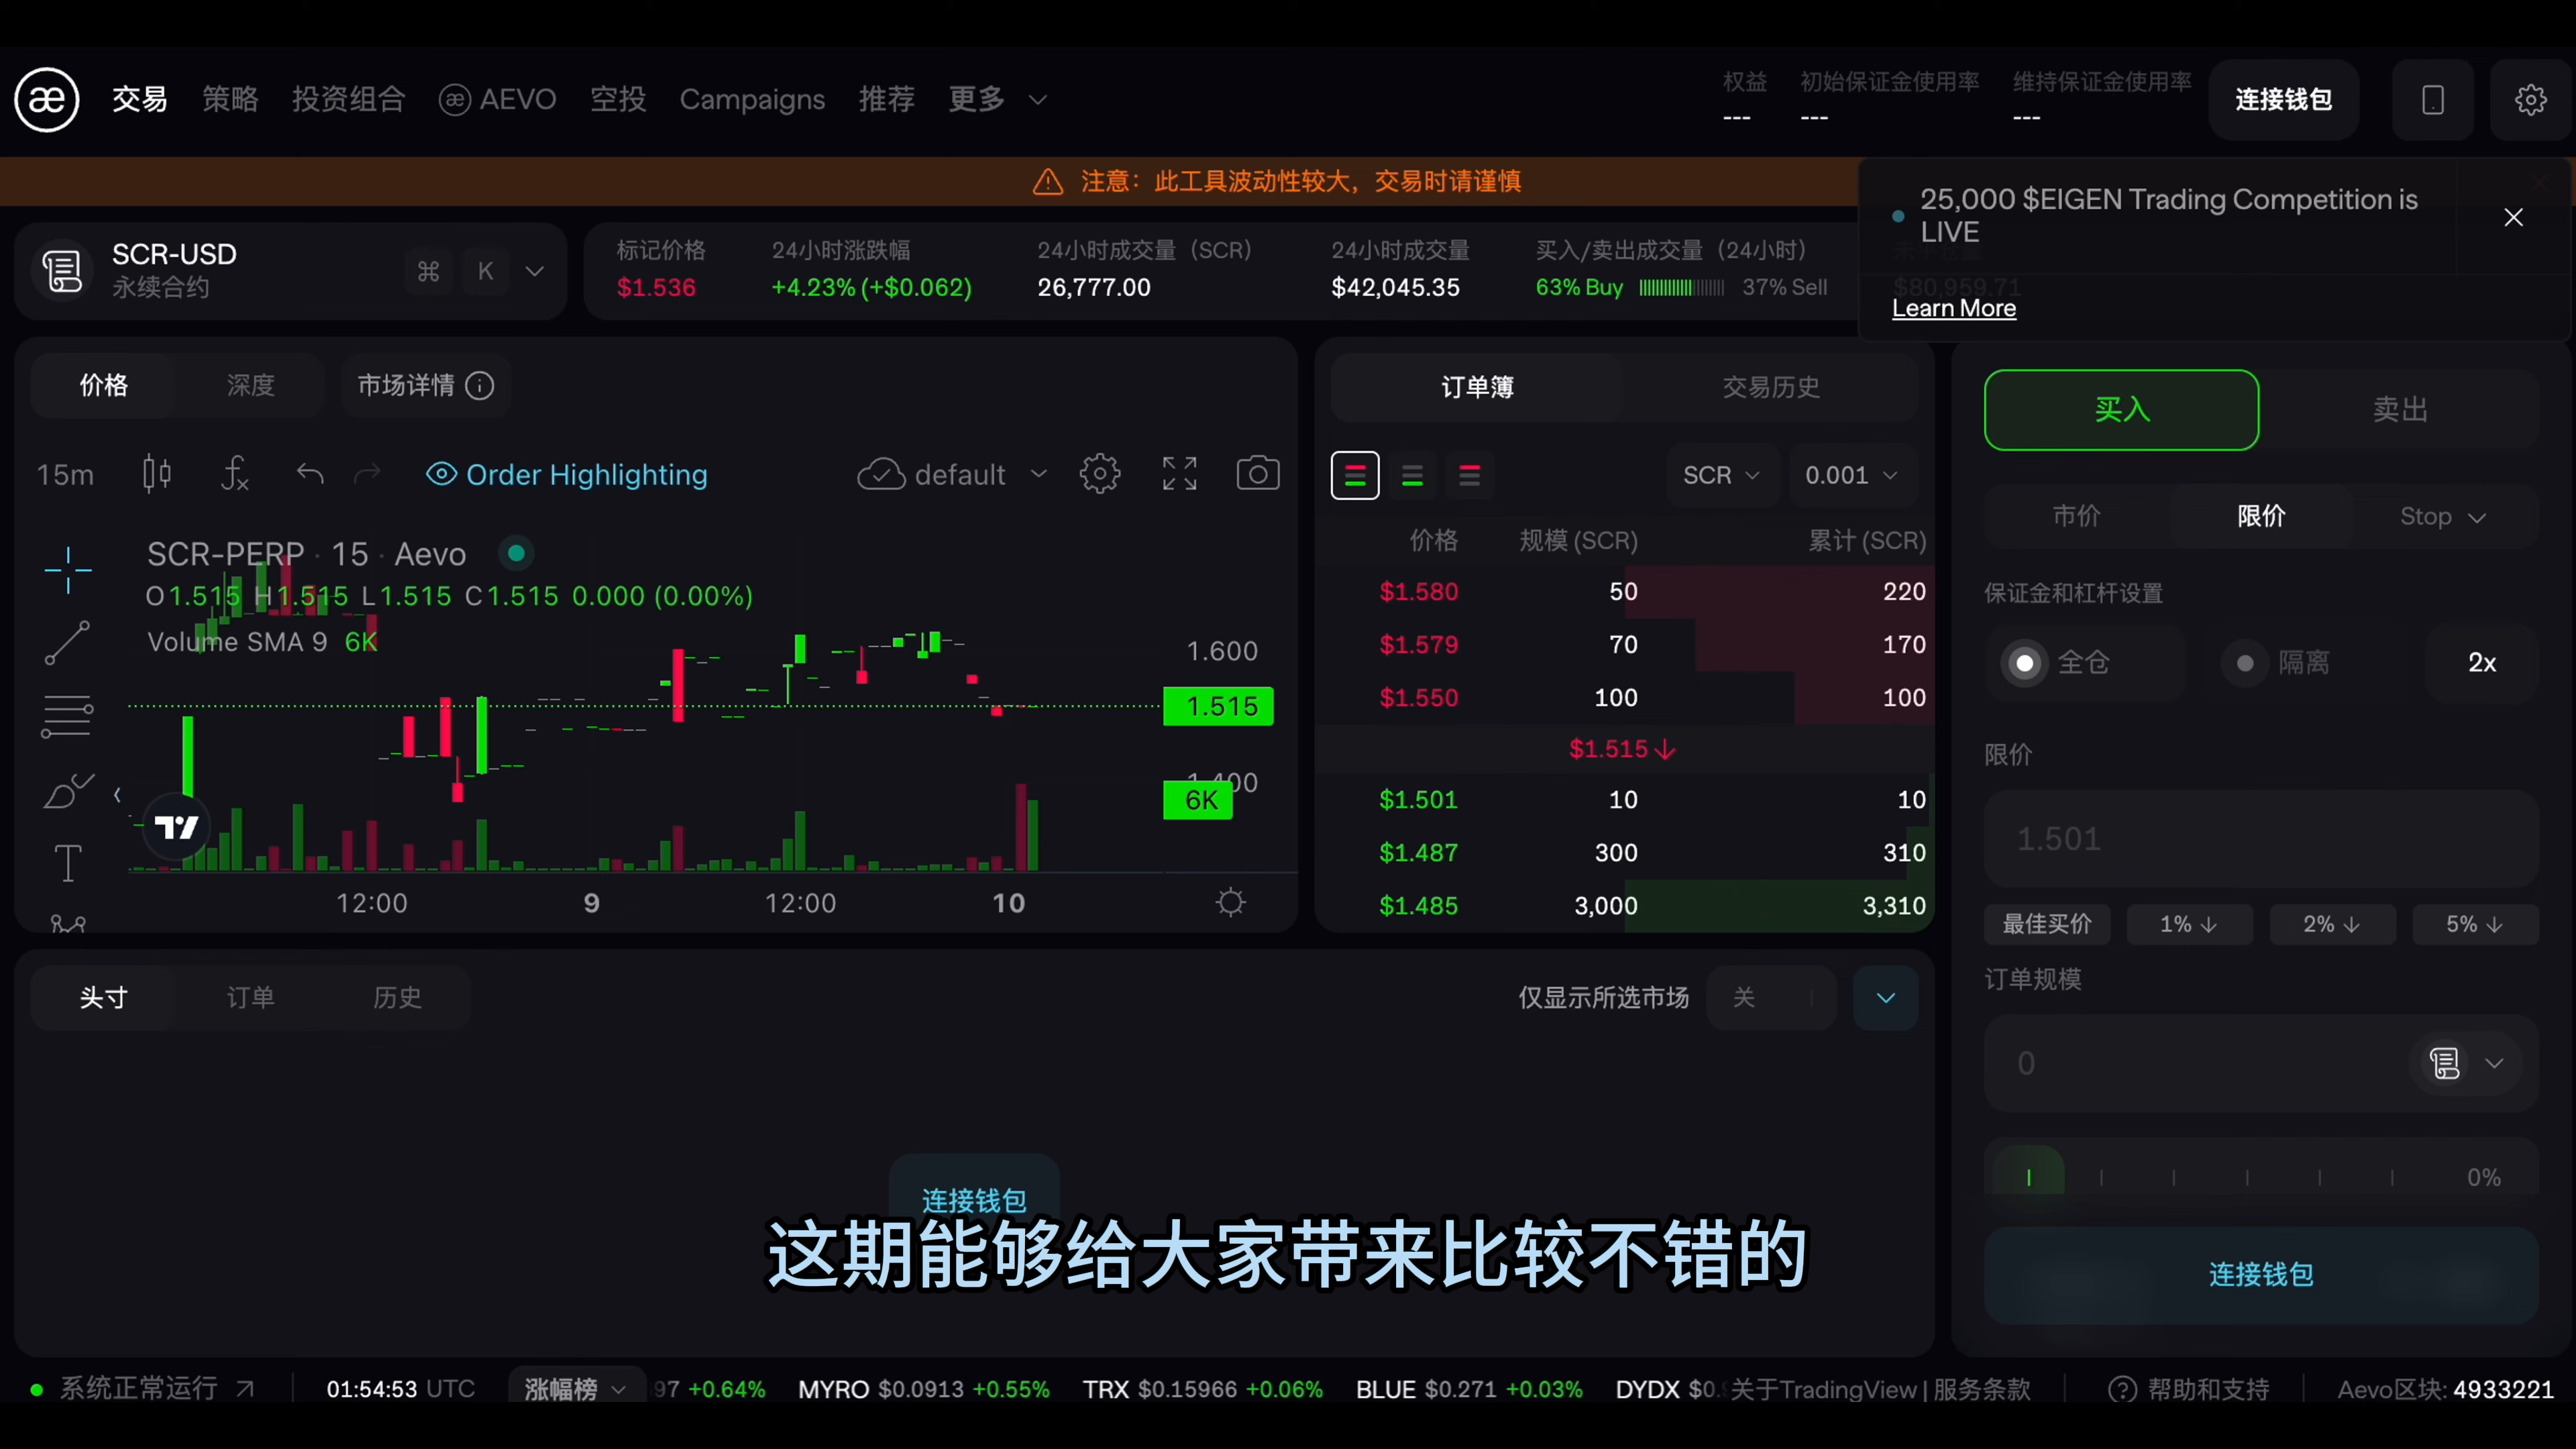 æ 交易 策略 投资组合 æ AEVO 空投 Campaigns 推荐 更多
权益 初始保证金使用率 维持保证金使用率
--- --- ---
连接钱包
注意：此工具波动性较大，交易时请谨慎
25,000 $EIGEN Trading Competition is
LIVE
Learn More
SCR-USD
永续合约
⌘ K
标记价格 24小时涨跌幅 24小时成交量（SCR） 24小时成交量 买入/卖出成交量（24小时）
$1.536 +4.23% (+$0.062) 26,777.00 $42,045.35 63% Buy 37% Sell $80,959.71
价格 深度 市场详情
15m fx Order Highlighting default
SCR-PERP · 15 · Aevo
O1.515 H1.515 L1.515 C1.515 0.000 (0.00%)
Volume SMA 9 6K
1.600
1.515
1.400
6K
12:00 9 12:00 10
订单簿 交易历史
SCR 0.001
价格 规模 (SCR) 累计 (SCR)
$1.580 50 220
$1.579 70 170
$1.550 100 100
$1.515 ↓
$1.501 10 10
$1.487 300 310
$1.485 3,000 3,310
买入 卖出
市价 限价 Stop
保证金和杠杆设置
全仓 隔离 2x
限价
1.501
最佳买价 1% ↓ 2% ↓ 5% ↓
订单规模
0
0%
连接钱包
头寸 订单 历史
仅显示所选市场 关
连接钱包
这期能够给大家带来比较不错的
系统正常运行 01:54:53 UTC 涨幅榜 97 +0.64% MYRO $0.0913 +0.55% TRX $0.15966 +0.06% BLUE $0.271 +0.03% DYDX $0. 关于TradingView | 服务条款 帮助和支持 Aevo区块: 4933221